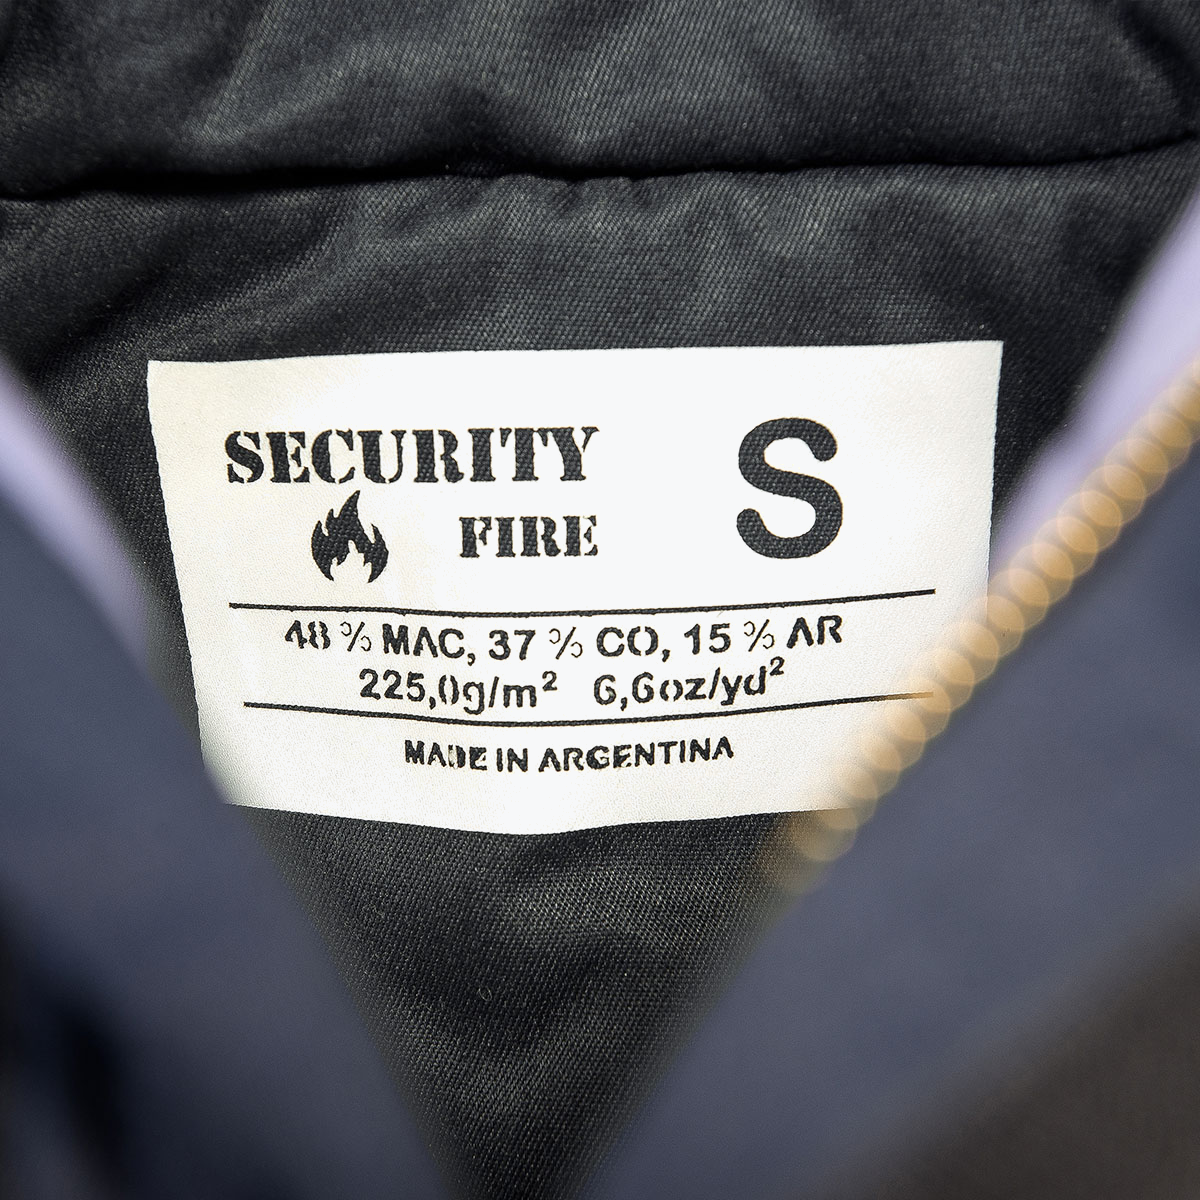 SECURITY
FIRE
S
48 % MAC, 37 % CO, 15 % AR
225,0g/m² 6,6oz/yd²
MADE IN ARGENTINA